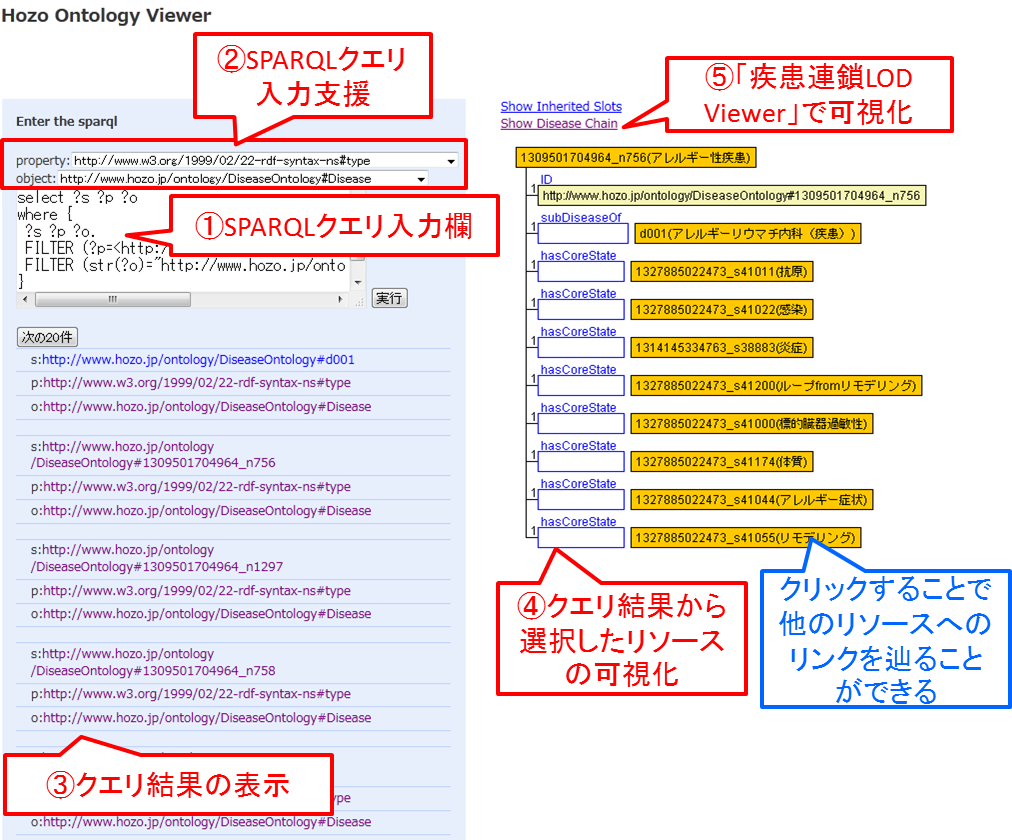 Hozo Ontology Viewer
②SPARQLクエリ
入力支援
Enter the sparql
property: http://www.w3.org/1999/02/22-rdf-syntax-ns#type
object: http://www.hozo.jp/ontology/DiseaseOntology#Disease
select ?s ?p ?o
where {
?s ?p ?o.
FILTER (?p=<http:/
FILTER (str(?o)="http://www.hozo.jp/onto
}
①SPARQLクエリ入力欄
実行
次の20件
s:http://www.hozo.jp/ontology/DiseaseOntology#d001
p:http://www.w3.org/1999/02/22-rdf-syntax-ns#type
o:http://www.hozo.jp/ontology/DiseaseOntology#Disease
s:http://www.hozo.jp/ontology
/DiseaseOntology#1309501704964_n756
p:http://www.w3.org/1999/02/22-rdf-syntax-ns#type
o:http://www.hozo.jp/ontology/DiseaseOntology#Disease
s:http://www.hozo.jp/ontology
/DiseaseOntology#1309501704964_n1297
p:http://www.w3.org/1999/02/22-rdf-syntax-ns#type
o:http://www.hozo.jp/ontology/DiseaseOntology#Disease
s:http://www.hozo.jp/ontology
/DiseaseOntology#1309501704964_n758
p:http://www.w3.org/1999/02/22-rdf-syntax-ns#type
o:http://www.hozo.jp/ontology/DiseaseOntology#Disease
③クエリ結果の表示
ype
o:http://www.hozo.jp/ontology/DiseaseOntology#Disease
⑤「疾患連鎖LOD
Viewer」で可視化
Show Inherited Slots
Show Disease Chain
1309501704964_n756(アレルギー性疾患)
ID
1 http://www.hozo.jp/ontology/DiseaseOntology#1309501704964_n756
subDiseaseOf
1 d001(アレルギーリウマチ内科（疾患）)
hasCoreState
1 1327885022473_s41011(抗原)
hasCoreState
1 1327885022473_s41022(感染)
hasCoreState
1 1314145334763_s38883(炎症)
hasCoreState
1 1327885022473_s41200(ループfromリモデリング)
hasCoreState
1 1327885022473_s41000(標的臓器過敏性)
hasCoreState
1 1327885022473_s41174(体質)
hasCoreState
1 1327885022473_s41044(アレルギー症状)
hasCoreState
1 1327885022473_s41055(リモデリング)
④クエリ結果から
選択したリソース
の可視化
クリックすることで
他のリソースへの
リンクを辿ること
ができる